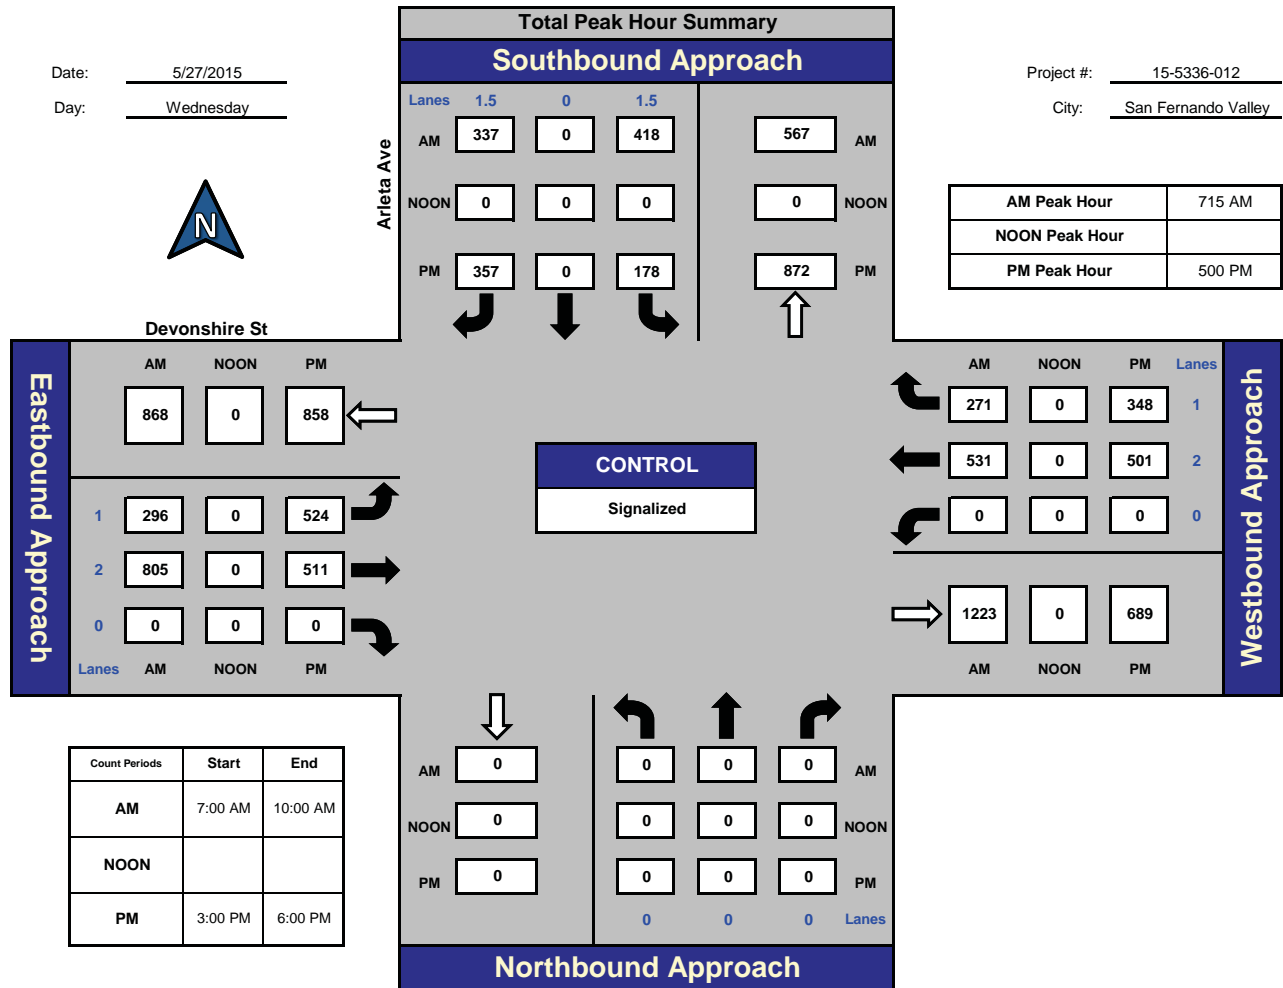 Total Peak Hour Summary
Southbound Approach
Date: 5/27/2015
Day: Wednesday
Project #: 15-5336-012
City: San Fernando Valley
N
Arleta Ave
Lanes 1.5 0 1.5
AM 337 0 418 567 AM
NOON 0 0 0 0 NOON
PM 357 0 178 872 PM
AM Peak Hour 715 AM
NOON Peak Hour
PM Peak Hour 500 PM
Devonshire St
Eastbound Approach
AM NOON PM
868 0 858
1 296 0 524
2 805 0 511
0 0 0 0
Lanes AM NOON PM
CONTROL
Signalized
AM NOON PM Lanes
271 0 348 1
531 0 501 2
0 0 0 0
1223 0 689
AM NOON PM
Westbound Approach
Count Periods Start End
AM 7:00 AM 10:00 AM
NOON
PM 3:00 PM 6:00 PM
AM 0 0 0 0 AM
NOON 0 0 0 0 NOON
PM 0 0 0 0 PM
0 0 0 Lanes
Northbound Approach